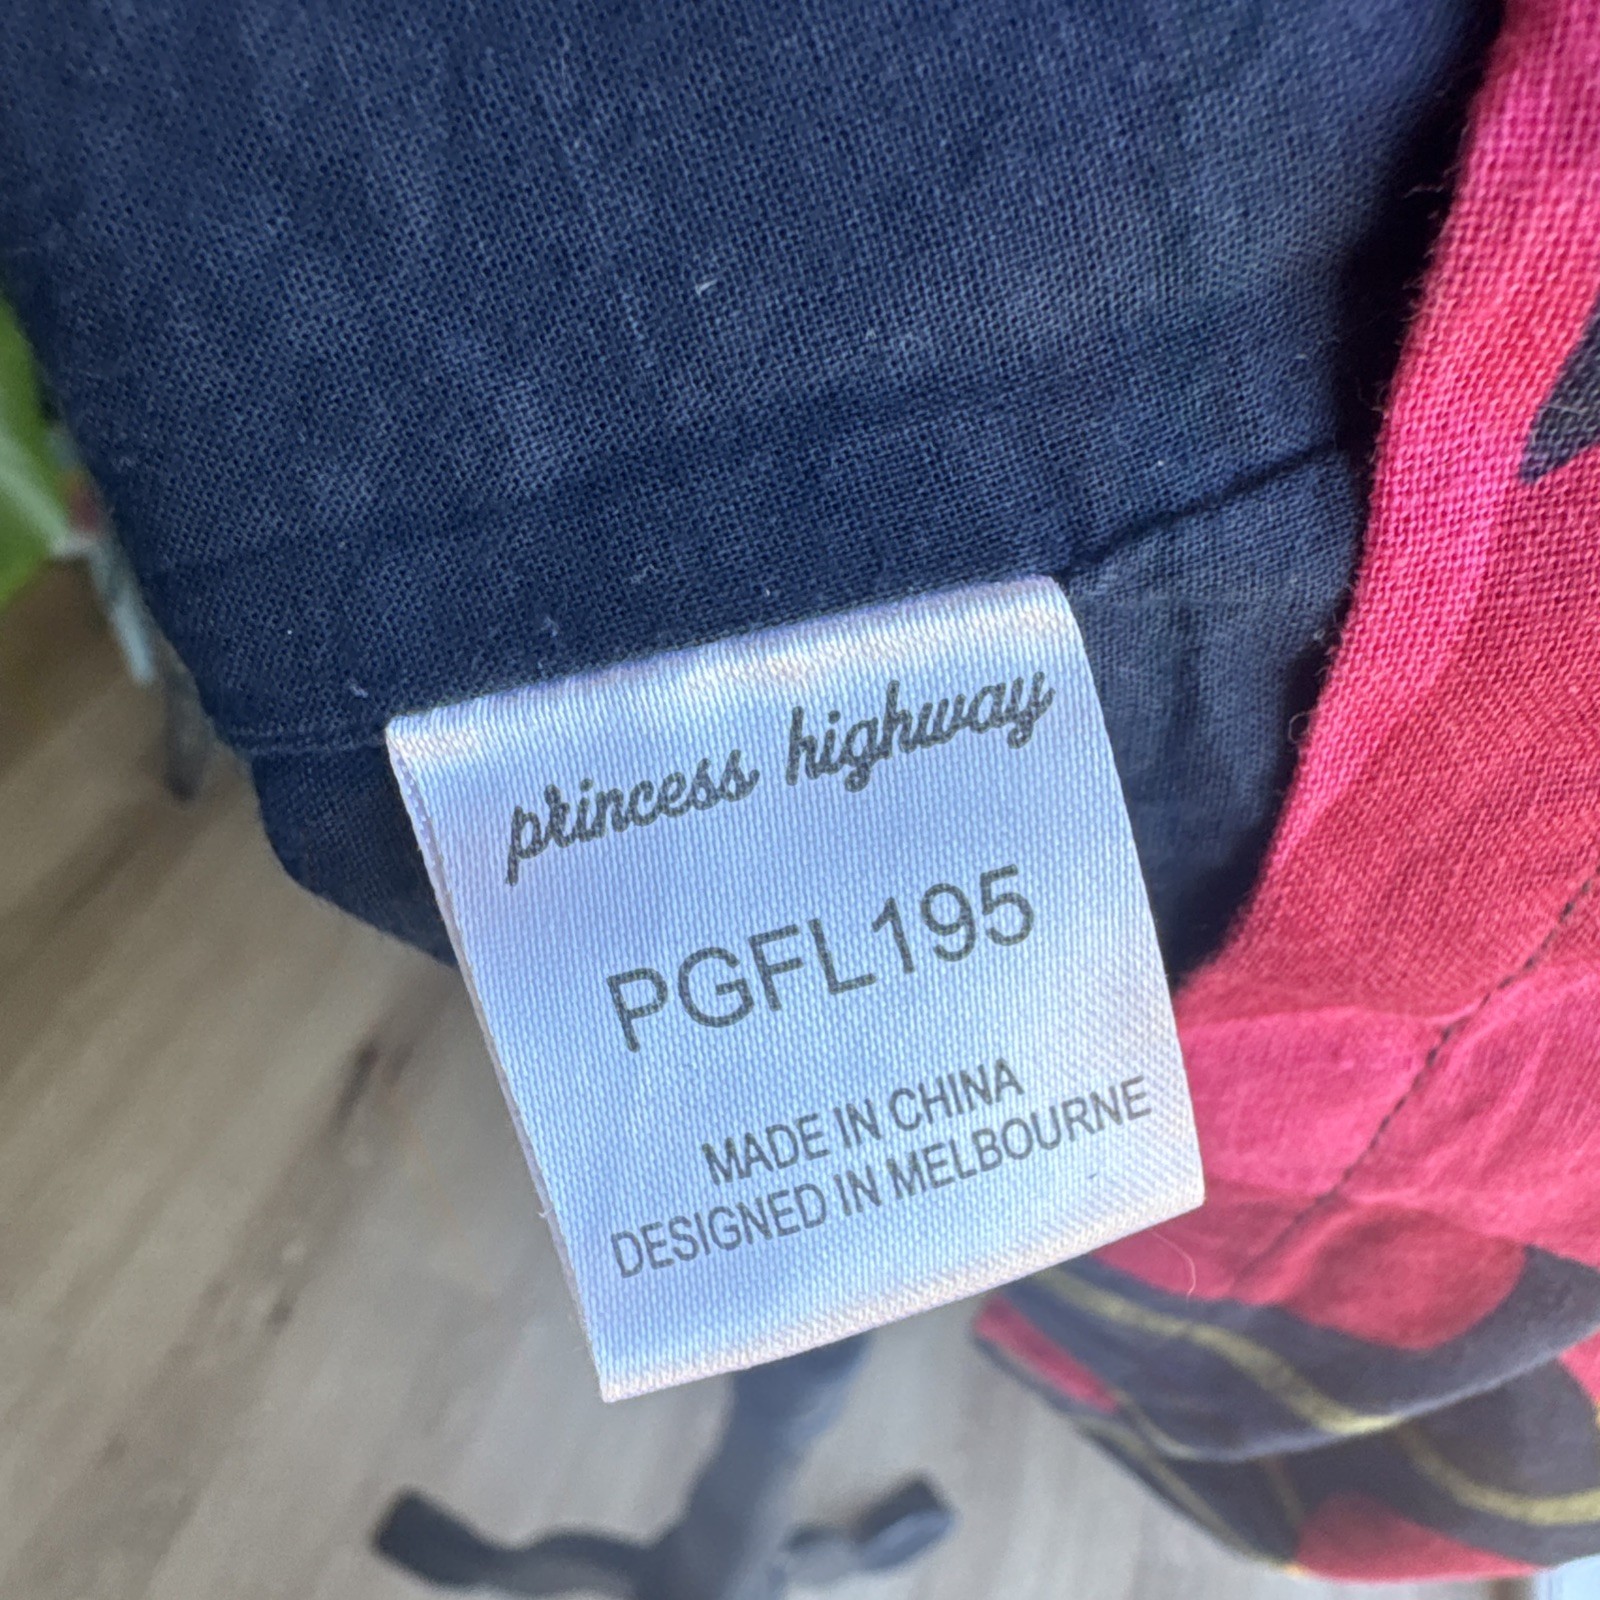 princess highway
PGFL195
MADE IN CHINA
DESIGNED IN MELBOURNE